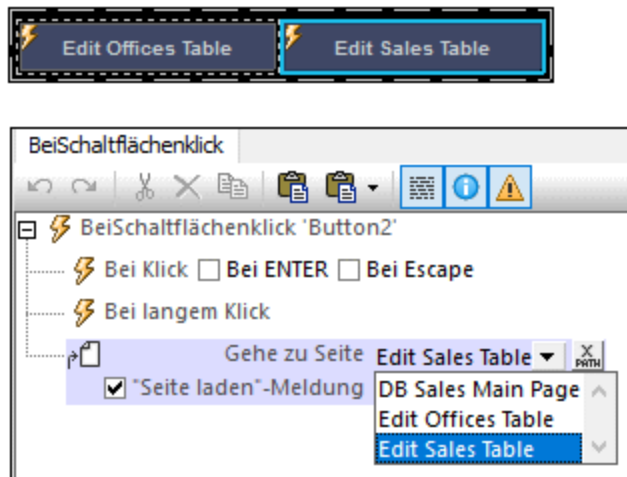 Edit Offices Table Edit Sales Table
BeiSchaltflächenklick
BeiSchaltflächenklick 'Button2'
Bei Klick Bei ENTER Bei Escape
Bei langem Klick
Gehe zu Seite Edit Sales Table X PATH
"Seite laden"-Meldung DB Sales Main Page
Edit Offices Table
Edit Sales Table